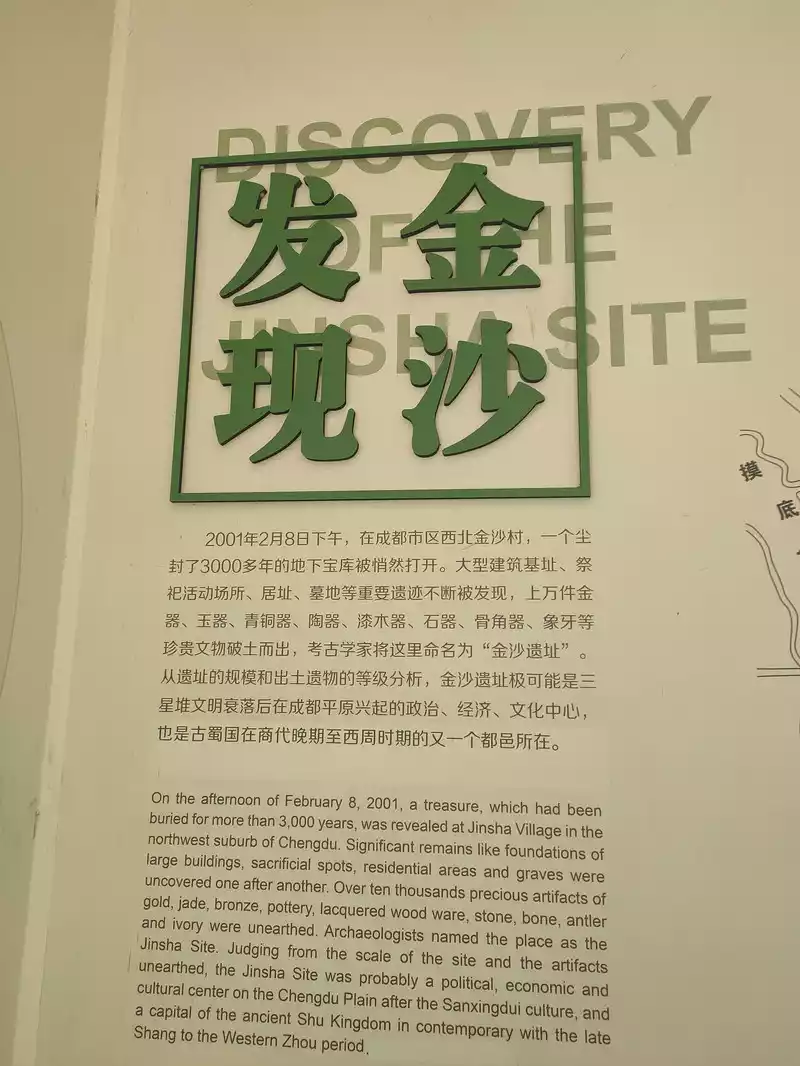 DISCOVERY
OF THE
JINSHA SITE
发金
现沙
2001年2月8日下午，在成都市区西北金沙村，一个尘
封了3000多年的地下宝库被悄然打开。大型建筑基址、祭
祀活动场所、居址、墓地等重要遗迹不断被发现，上万件金
器、玉器、青铜器、陶器、漆木器、石器、骨角器、象牙等
珍贵文物破土而出，考古学家将这里命名为“金沙遗址”。
从遗址的规模和出土遗物的等级分析，金沙遗址极可能是三
星堆文明衰落后在成都平原兴起的政治、经济、文化中心，
也是古蜀国在商代晚期至西周时期的又一个都邑所在。
On the afternoon of February 8, 2001, a treasure, which had been
buried for more than 3,000 years, was revealed at Jinsha Village in the
northwest suburb of Chengdu. Significant remains like foundations of
large buildings, sacrificial spots, residential areas and graves were
uncovered one after another. Over ten thousands precious artifacts of
gold, jade, bronze, pottery, lacquered wood ware, stone, bone, antler
and ivory were unearthed. Archaeologists named the place as the
Jinsha Site. Judging from the scale of the site and the artifacts
unearthed, the Jinsha Site was probably a political, economic and
cultural center on the Chengdu Plain after the Sanxingdui culture, and
a capital of the ancient Shu Kingdom in contemporary with the late
Shang to the Western Zhou period.
摸
底